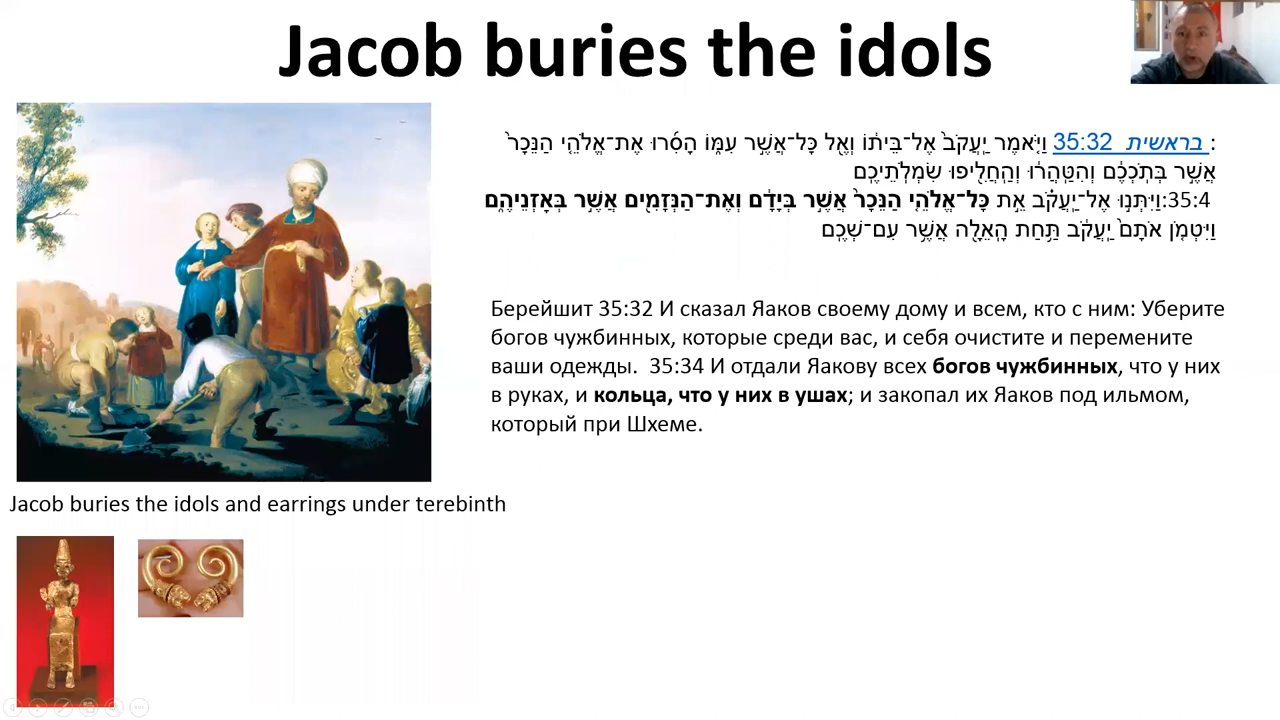 Jacob buries the idols
: בראשית 35:32 וַיֹּ֤אמֶר יַעֲקֹב֙ אֶל־בֵּית֔וֹ וְאֶ֖ל כָּל־אֲשֶׁ֣ר עִמּ֑וֹ הָסִ֜רוּ אֶת־אֱלֹהֵ֤י הַנֵּכָר֙
אֲשֶׁ֣ר בְּתֹכְכֶ֔ם וְהִֽטַּהֲר֔וּ וְהַחֲלִ֖יפוּ שִׂמְלֹֽתֵיכֶֽם
35:4:וַיִּתְּנ֣וּ אֶל־יַעֲקֹ֗ב אֵ֣ת כָּל־אֱלֹהֵ֤י הַנֵּכָר֙ אֲשֶׁ֣ר בְּיָדָ֔ם וְאֶת־הַנְּזָמִ֖ים אֲשֶׁ֣ר בְּאָזְנֵיהֶ֑ם
וַיִּטְמֹ֤ן אֹתָם֙ יַעֲקֹ֔ב תַּ֥חַת הָֽאֵלָ֖ה אֲשֶׁ֥ר עִם־שְׁכֶֽם
Берейшит 35:32 И сказал Яаков своему дому и всем, кто с ним: Уберите
богов чужбинных, которые среди вас, и себя очистите и перемените
ваши одежды. 35:34 И отдали Яакову всех богов чужбинных, что у них
в руках, и кольца, что у них в ушах; и закопал их Яаков под ильмом,
который при Шхеме.
Jacob buries the idols and earrings under terebinth